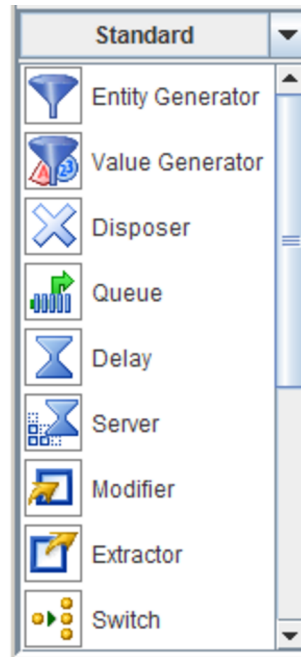 Standard
Entity Generator
Value Generator
Disposer
Queue
Delay
Server
Modifier
Extractor
Switch